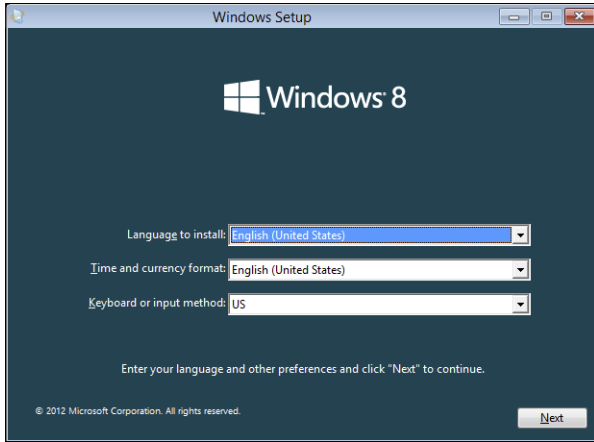 Windows Setup
Windows 8
Language to install: English (United States)
Time and currency format: English (United States)
Keyboard or input method: US
Enter your language and other preferences and click "Next" to continue.
© 2012 Microsoft Corporation. All rights reserved.
Next